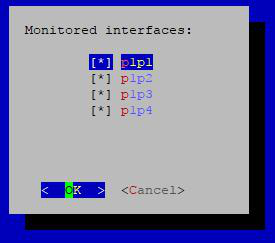 Monitored interfaces:
[*] p1p1
[*] p1p2
[*] p1p3
[*] p1p4
<  OK  > <Cancel>